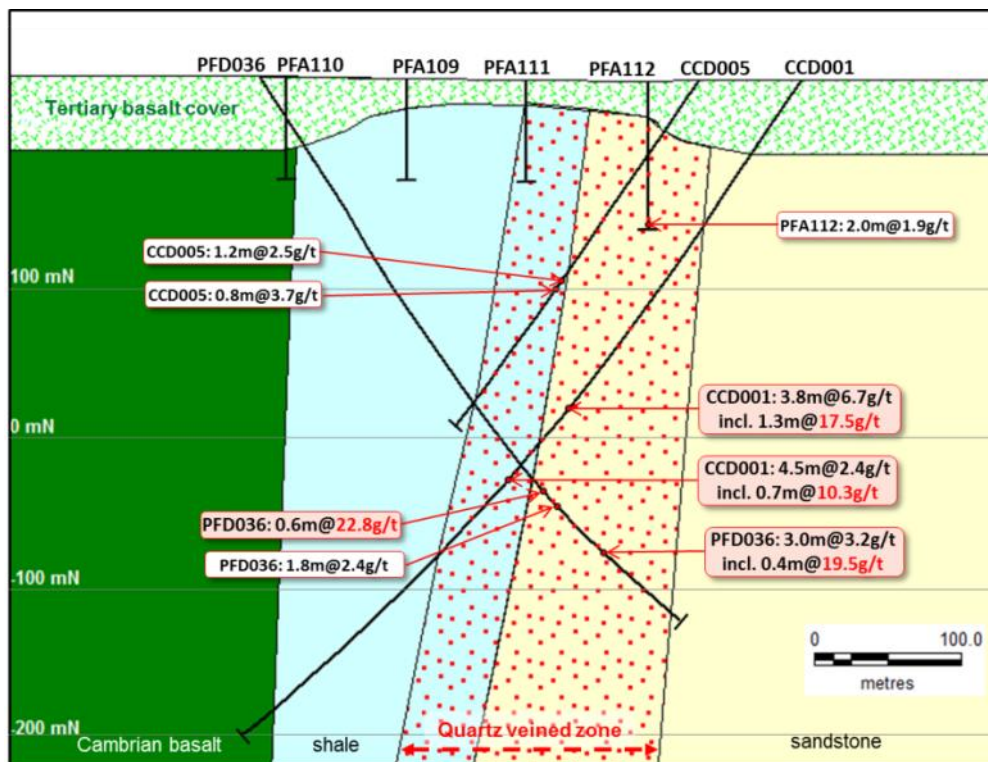 PFD036 PFA110 PFA109 PFA111 PFA112 CCD005 CCD001
Tertiary basalt cover
PFA112: 2.0m@1.9g/t
CCD005: 1.2m@2.5g/t
100 mN
CCD005: 0.8m@3.7g/t
CCD001: 3.8m@6.7g/t
incl. 1.3m@17.5g/t
0 mN
CCD001: 4.5m@2.4g/t
incl. 0.7m@10.3g/t
PFD036: 0.6m@22.8g/t
PFD036: 1.8m@2.4g/t
PFD036: 3.0m@3.2g/t
incl. 0.4m@19.5g/t
-100 mN
0 100.0
metres
-200 mN
Cambrian basalt
shale
Quartz veined zone
sandstone